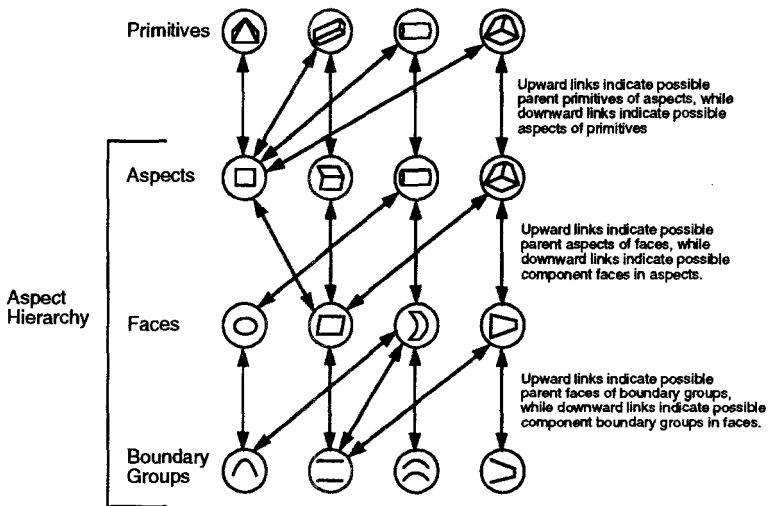 Primitives
Upward links indicate possible
parent primitives of aspects, while
downward links indicate possible
aspects of primitives
Aspects
Upward links indicate possible
parent aspects of faces, while
downward links indicate possible
component faces in aspects.
Aspect
Hierarchy
Faces
Upward links indicate possible
parent faces of boundary groups,
while downward links indicate possible
component boundary groups in faces.
Boundary
Groups